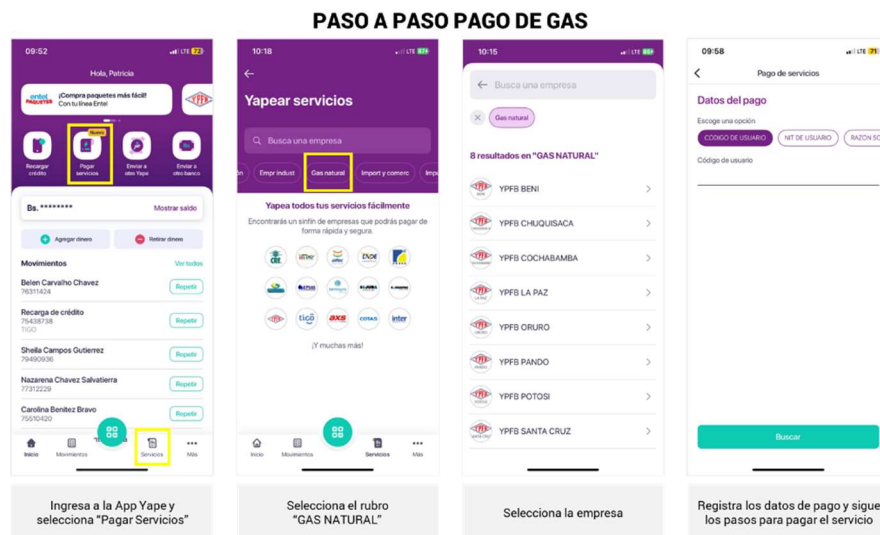 PASO A PASO PAGO DE GAS
09:52
LTE 72
Hola, Patricia
entel
PAQUETES
¡Compra paquetes más fácil!
Con tu línea Entel
YPFB
Nuevo
Recargar
crédito
Pagar
servicios
Enviar a
otro Yape
Enviar a
otro banco
Bs. ********
Mostrar saldo
Agregar dinero
Retirar dinero
Movimientos
Ver todos
Belen Carvalho Chavez
76311424
Repetir
Recarga de crédito
75438738
TIGO
Repetir
Sheila Campos Gutierrez
79490936
Repetir
Nazarena Chavez Salvatierra
77312229
Repetir
Carolina Benitez Bravo
75510420
Repetir
Inicio
Movimientos
Servicios
Más
Ingresa a la App Yape y
selecciona “Pagar Servicios”
10:18
LTE
Yapear servicios
Busca una empresa
Empr indust
Gas natural
Import y comerc
Yapea todos tus servicios fácilmente
Encontrarás un sinfín de empresas que podrás pagar de
forma rápida y segura.
CRE
ENDE
YPFB
tigo
axs
COTAS
inter
¡Y muchas más!
Inicio
Movimientos
Servicios
Más
Selecciona el rubro
“GAS NATURAL”
10:15
LTE
Busca una empresa
Gas natural
8 resultados en "GAS NATURAL"
YPFB BENI
YPFB CHUQUISACA
YPFB COCHABAMBA
YPFB LA PAZ
YPFB ORURO
YPFB PANDO
YPFB POTOSI
YPFB SANTA CRUZ
Selecciona la empresa
09:58
LTE 71
Pago de servicios
Datos del pago
Escoge una opción
CÓDIGO DE USUARIO
NIT DE USUARIO
RAZÓN SO
Código de usuario
Buscar
Registra los datos de pago y sigue
los pasos para pagar el servicio